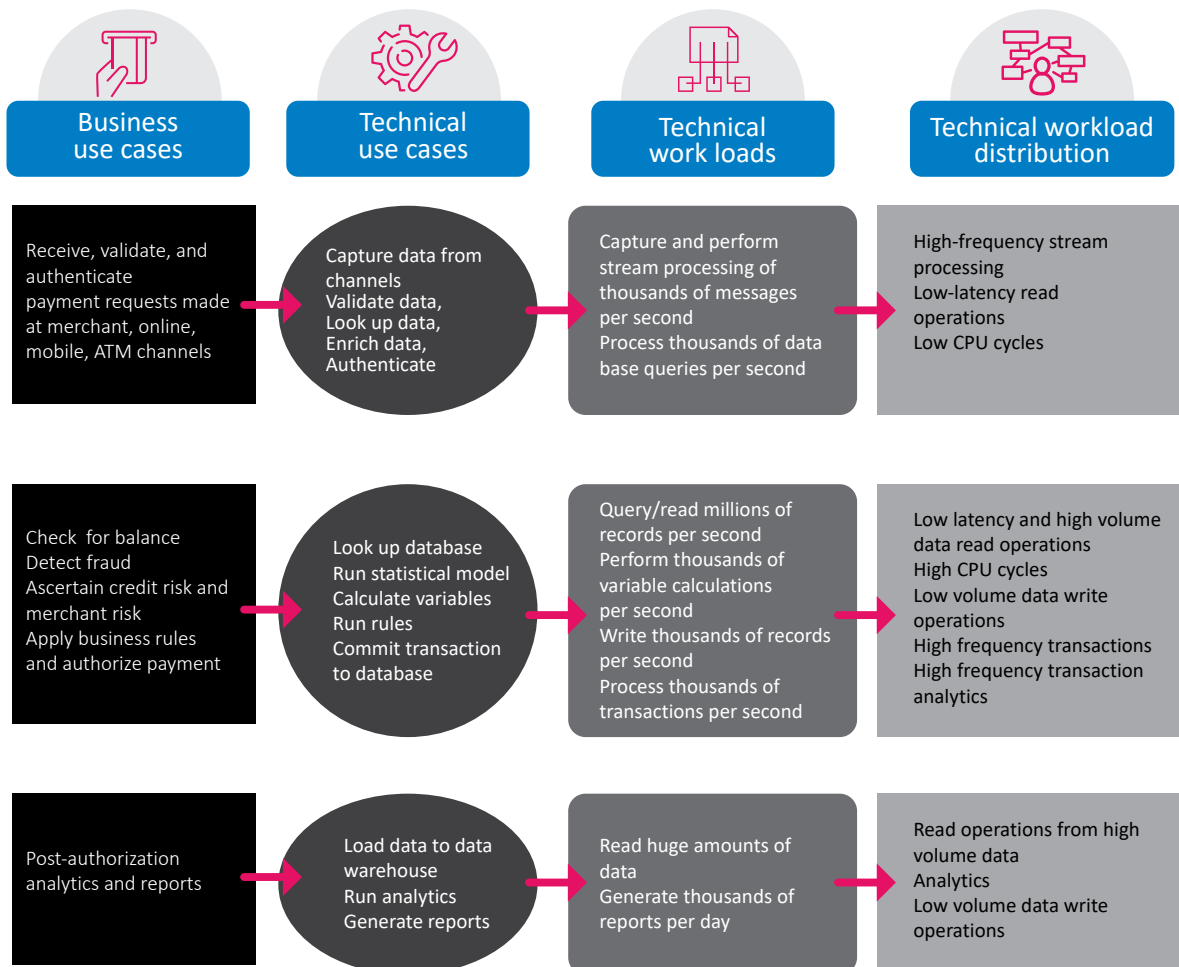 Business
use cases
Technical
use cases
Technical
work loads
Technical workload
distribution
Receive, validate, and
authenticate
payment requests made
at merchant, online,
mobile, ATM channels
Capture data from
channels
Validate data,
Look up data,
Enrich data,
Authenticate
Capture and perform
stream processing of
thousands of messages
per second
Process thousands of data
base queries per second
High-frequency stream
processing
Low-latency read
operations
Low CPU cycles
Check for balance
Detect fraud
Ascertain credit risk and
merchant risk
Apply business rules
and authorize payment
Look up database
Run statistical model
Calculate variables
Run rules
Commit transaction
to database
Query/read millions of
records per second
Perform thousands of
variable calculations
per second
Write thousands of records
per second
Process thousands of
transactions per second
Low latency and high volume
data read operations
High CPU cycles
Low volume data write
operations
High frequency transactions
High frequency transaction
analytics
Post-authorization
analytics and reports
Load data to data
warehouse
Run analytics
Generate reports
Read huge amounts of
data
Generate thousands of
reports per day
Read operations from high
volume data
Analytics
Low volume data write
operations